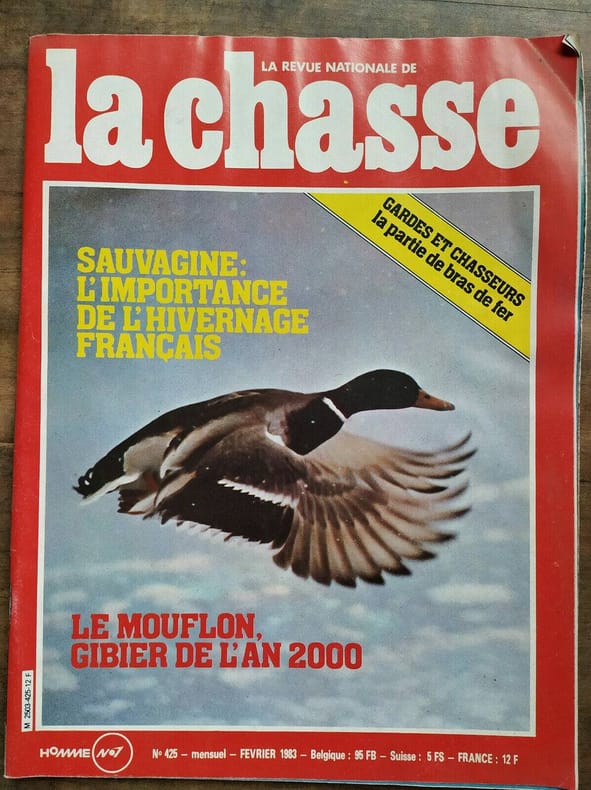 LA REVUE NATIONALE DE
la chasse
GARDES ET CHASSEURS
la partie de bras de fer
SAUVAGINE:
L'IMPORTANCE
DE L'HIVERNAGE
FRANÇAIS
LE MOUFLON,
GIBIER DE L'AN 2000
M 2503-425-12 F
HOMME N°1
N° 425 – mensuel – FEVRIER 1983 – Belgique : 95 FB – Suisse : 5 FS – FRANCE : 12 F